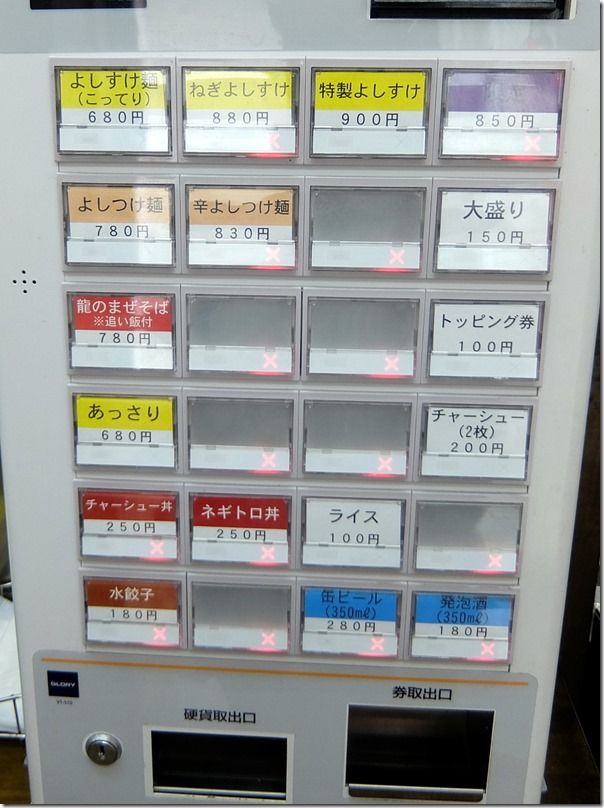 よしすけ麺
(こってり)
680円
ねぎよしすけ
880円
特製よしすけ
900円
限定
850円
よしつけ麺
780円
辛よしつけ麺
830円
大盛り
150円
龍のまぜそば
※追い飯付
780円
トッピング券
100円
あっさり
680円
チャーシュー
(2枚)
200円
チャーシュー丼
250円
ネギトロ丼
250円
ライス
100円
水餃子
180円
缶ビール
(350㎖)
280円
発泡酒
(350㎖)
180円
GLORY
硬貨取出口
券取出口